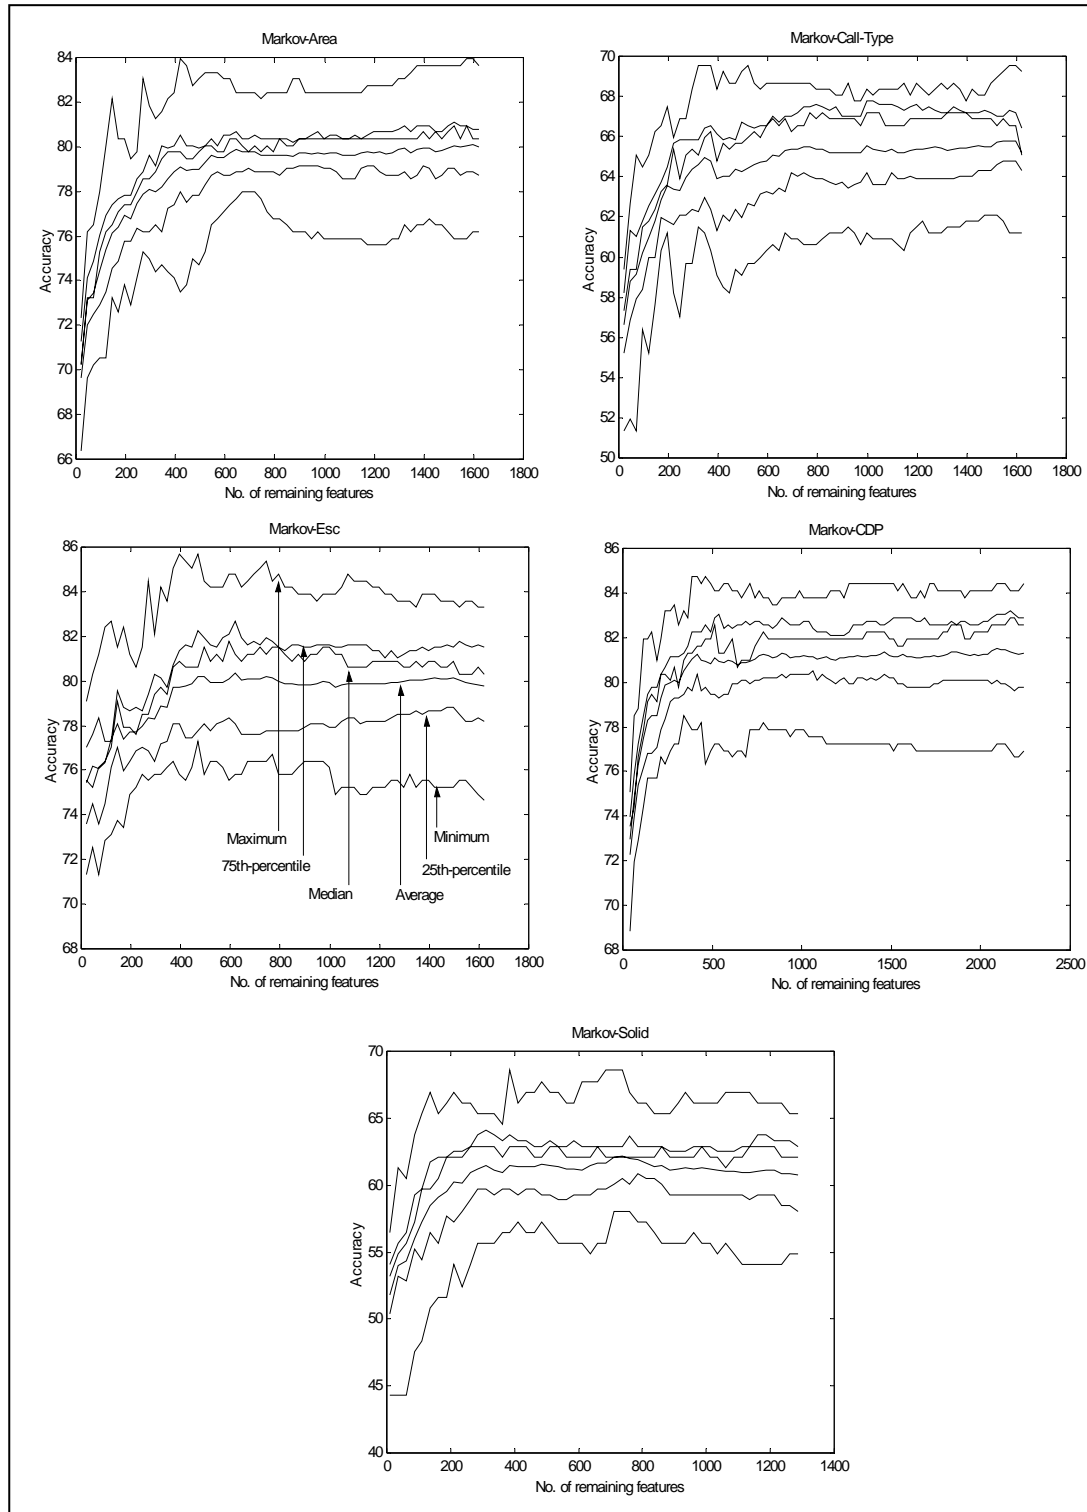 Markov-Area
84
82
80
78
76
74
72
70
68
66
Accuracy
0 200 400 600 800 1000 1200 1400 1600 1800
No. of remaining features
Markov-Call-Type
70
68
66
64
62
60
58
56
54
52
50
Accuracy
0 200 400 600 800 1000 1200 1400 1600 1800
No. of remaining features
Markov-Esc
86
84
82
80
78
76
74
72
70
68
Accuracy
Maximum
75th-percentile
Median
Average
25th-percentile
Minimum
0 200 400 600 800 1000 1200 1400 1600 1800
No. of remaining features
Markov-CDP
86
84
82
80
78
76
74
72
70
68
Accuracy
0 500 1000 1500 2000 2500
No. of remaining features
Markov-Solid
70
65
60
55
50
45
40
Accuracy
0 200 400 600 800 1000 1200 1400
No. of remaining features